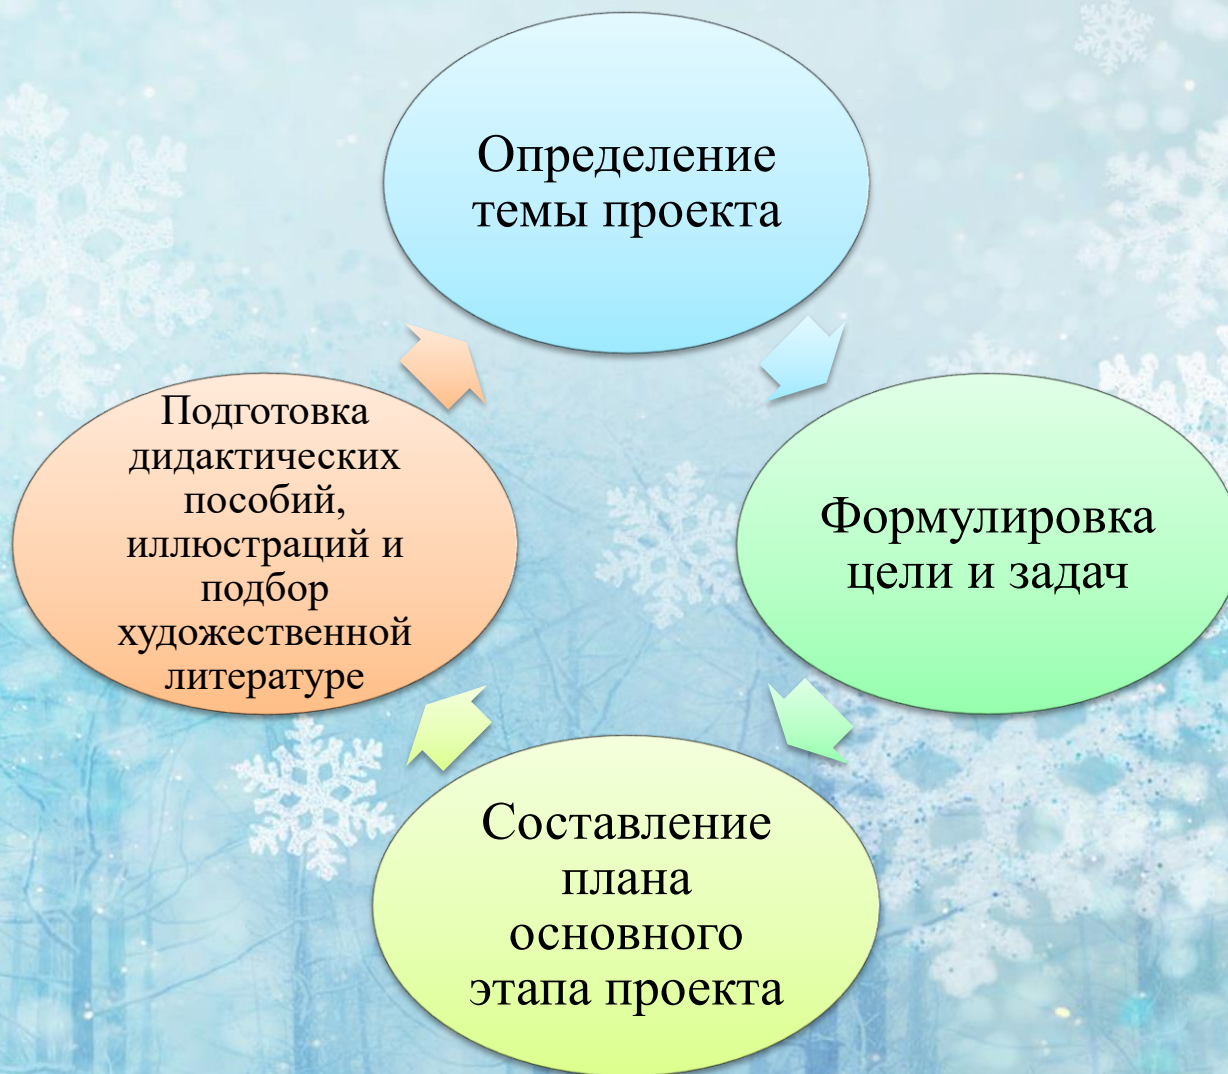 Определение
темы проекта
Формулировка
цели и задач
Составление
плана
основного
этапа проекта
Подготовка
дидактических
пособий,
иллюстраций и
подбор
художественной
литературе